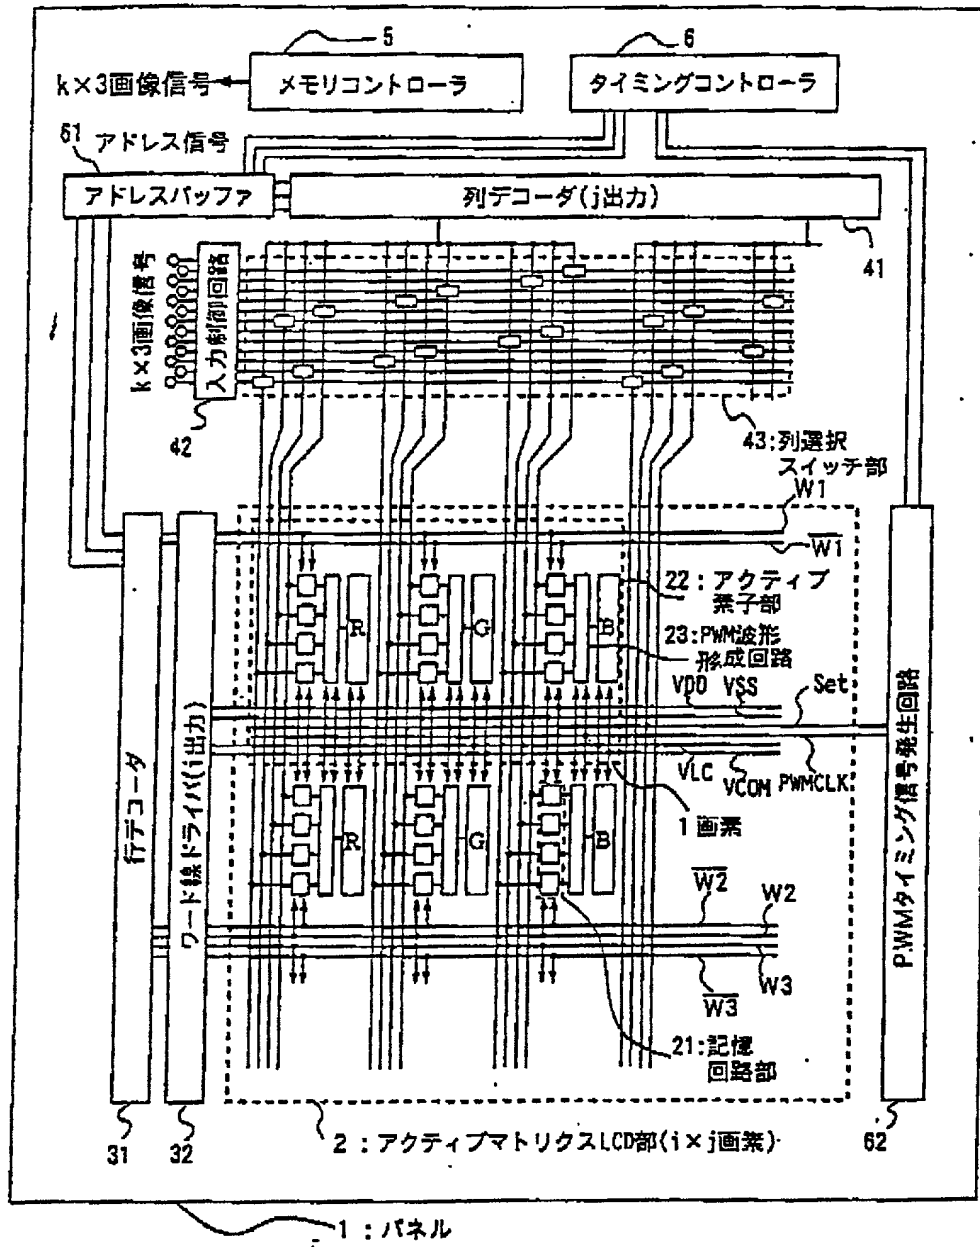 5
6
k×3画像信号
メモリコントローラ
タイミングコントローラ
61
アドレス信号
アドレスバッファ
列デコーダ(j出力)
41
k×3画像信号
入力制御回路
42
43:列選択
スイッチ部
W1
W1
22:アクティブ
素子部
23:PWM波形
形成回路
R
G
B
VDD
VSS
Set
VLC
VCOM
PWMCLK
1画素
R
G
B
W2
W2
W3
W3
21:記憶
回路部
行デコーダ
ワード線ドライバ(i出力)
PWMタイミング信号発生回路
31
32
2:アクティブマトリクスLCD部(i×j画素)
62
1:パネル